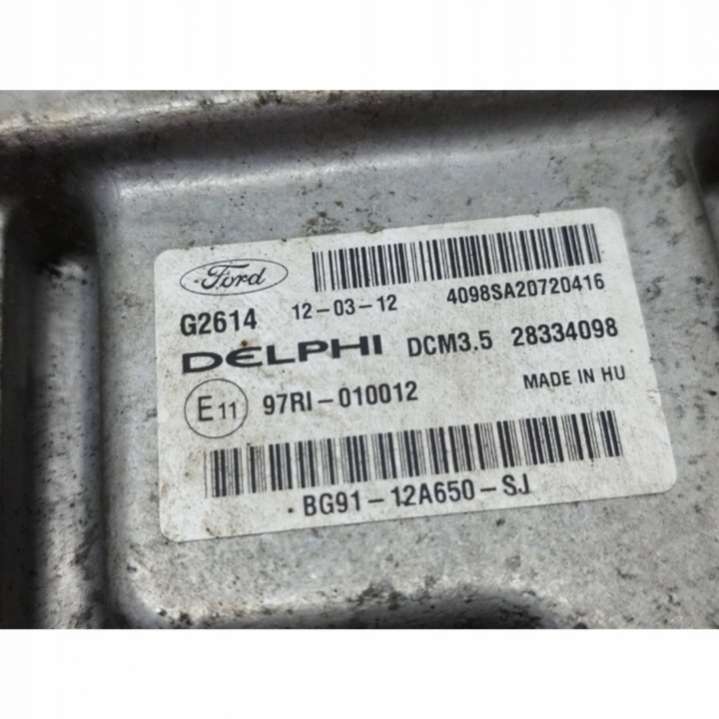 Ford
4098SA20720416
G2614 12-03-12
DELPHI DCM3.5 28334098
E11 97RI-010012 MADE IN HU
BG91-12A650-SJ